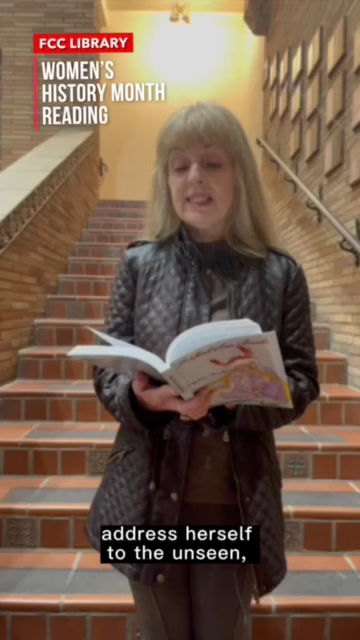 FCC LIBRARY
WOMEN'S
HISTORY MONTH
READING
address herself
to the unseen,